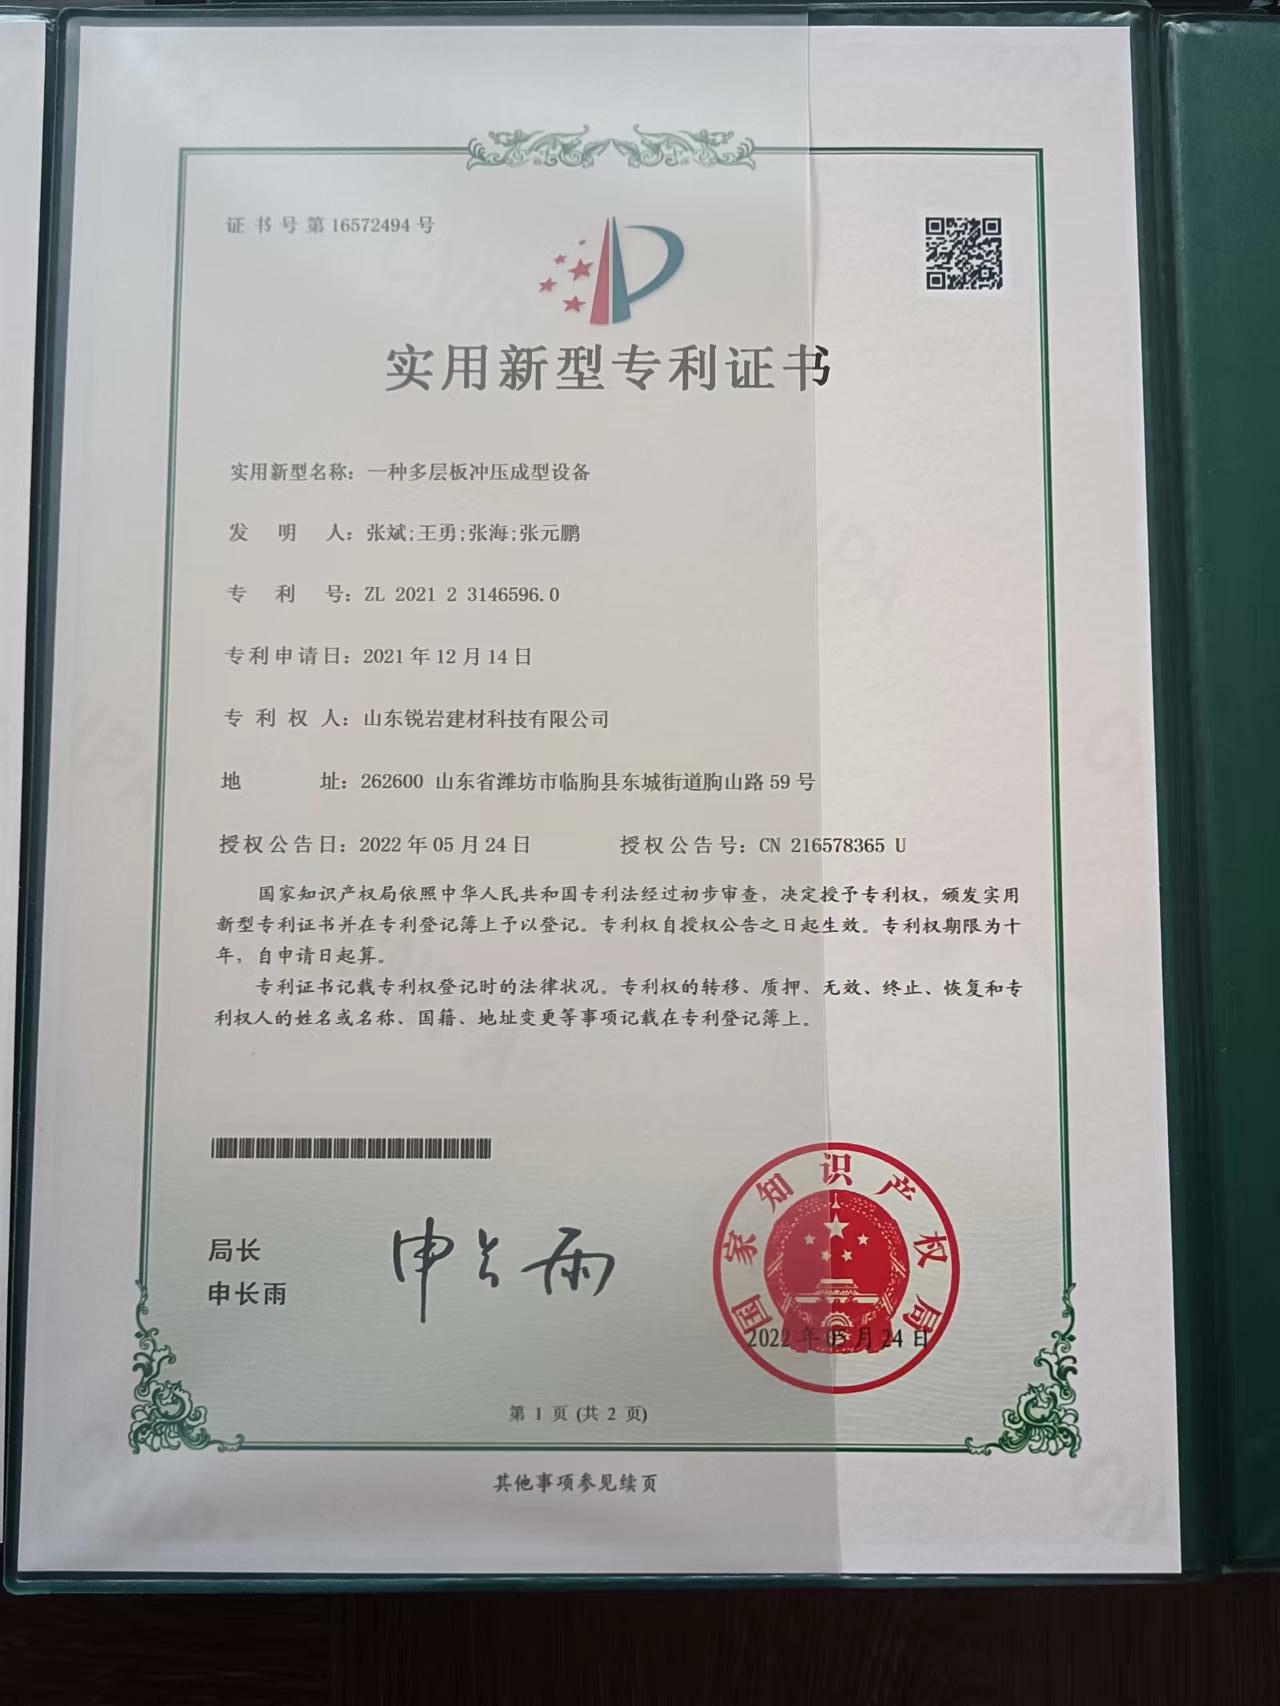 证书号第16572494号
实用新型专利证书
实用新型名称：一种多层板冲压成型设备
发明人：张斌;王勇;张海;张元鹏
专利号：ZL 2021 2 3146596.0
专利申请日：2021年12月14日
专利权人：山东锐岩建材科技有限公司
地址：262600 山东省潍坊市临朐县东城街道朐山路59号
授权公告日：2022年05月24日 授权公告号：CN 216578365 U
国家知识产权局依照中华人民共和国专利法经过初步审查，决定授予专利权，颁发实用
新型专利证书并在专利登记簿上予以登记。专利权自授权公告之日起生效。专利权期限为十
年，自申请日起算。
专利证书记载专利权登记时的法律状况。专利权的转移、质押、无效、终止、恢复和专
利权人的姓名或名称、国籍、地址变更等事项记载在专利登记簿上。
局长
申长雨
申长雨
国家知识产权局
2022年05月24日
第 1 页 (共 2 页)
其他事项参见续页